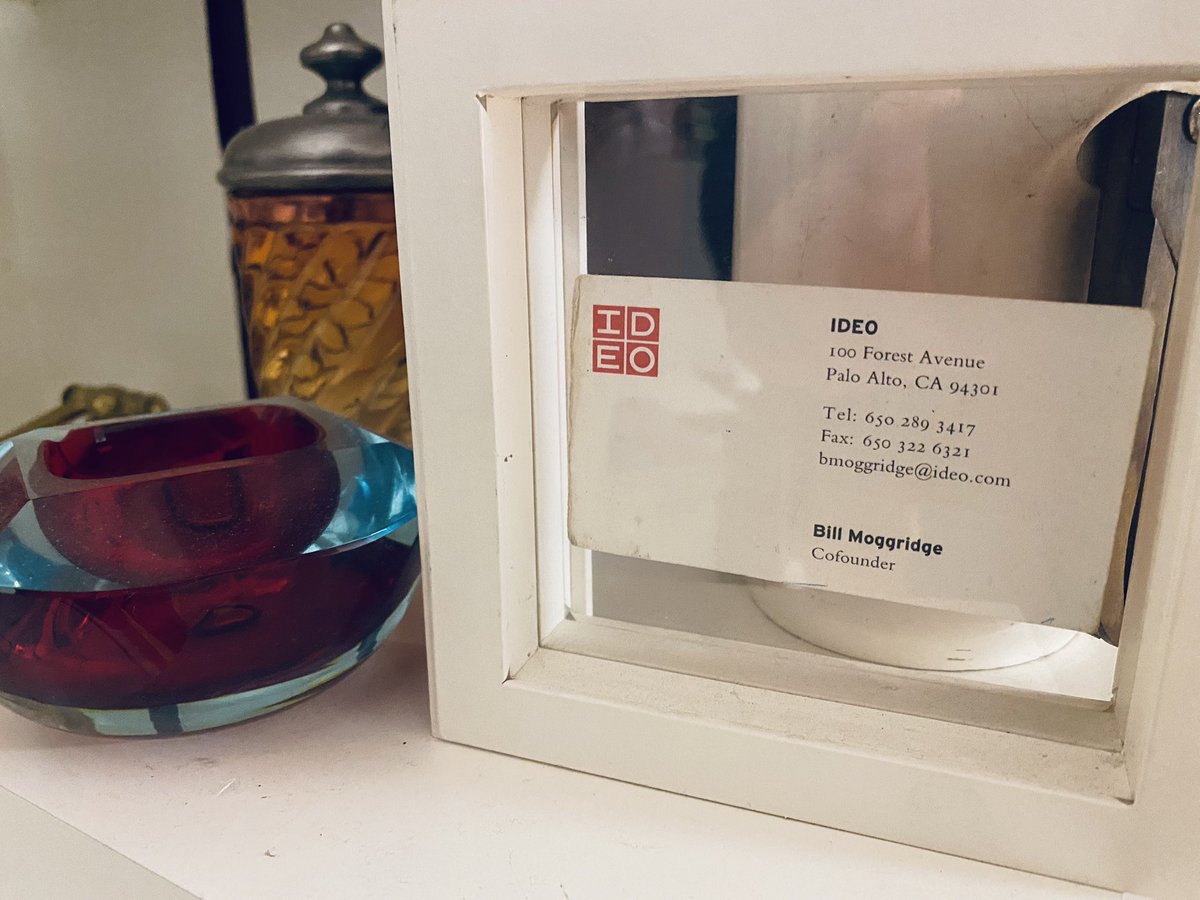 ID
EO
IDEO
100 Forest Avenue
Palo Alto, CA 94301
Tel: 650 289 3417
Fax: 650 322 6321
bmoggridge@ideo.com
Bill Moggridge
Cofounder